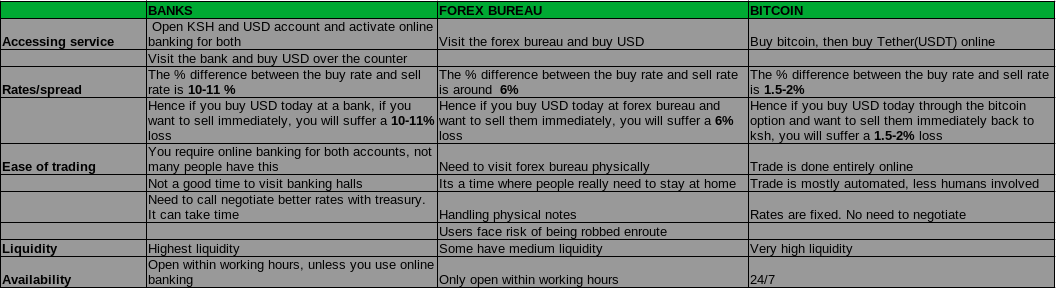 BANKS FOREX BUREAU BITCOIN
Open KSH and USD account and activate online
Accessing service banking for both Visit the forex bureau and buy USD Buy bitcoin, then buy Tether(USDT) online
Visit the bank and buy USD over the counter
The % difference between the buy rate and sell The % difference between the buy rate and sell rate The % difference between the buy rate and sell rate
Rates/spread rate is 10-11 % is around 6% is 1.5-2%
Hence if you buy USD today at a bank, if you Hence if you buy USD today at forex bureau and Hence if you buy USD today through the bitcoin
want to sell immediately, you will suffer a 10-11% want to sell them immediately, you will suffer a 6% option and want to sell them immediately back to
loss loss ksh, you will suffer a 1.5-2% loss
You require online banking for both accounts, not
Ease of trading many people have this Need to visit forex bureau physically Trade is done entirely online
Not a good time to visit banking halls Its a time where people really need to stay at home Trade is mostly automated, less humans involved
Need to call negotiate better rates with treasury.
It can take time Handling physical notes Rates are fixed. No need to negotiate
Users face risk of being robbed enroute
Liquidity Highest liquidity Some have medium liquidity Very high liquidity
Open within working hours, unless you use online
Availability banking Only open within working hours 24/7